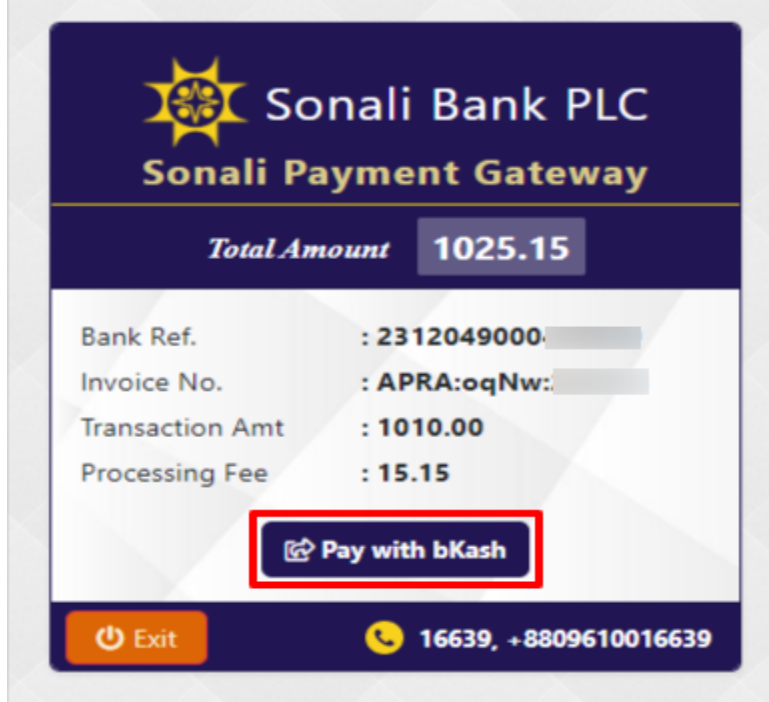 Sonali Bank PLC
Sonali Payment Gateway
Total Amount 1025.15
Bank Ref. : 2312049000
Invoice No. : APRA:oqNw:
Transaction Amt : 1010.00
Processing Fee : 15.15
Pay with bKash
Exit 16639, +8809610016639